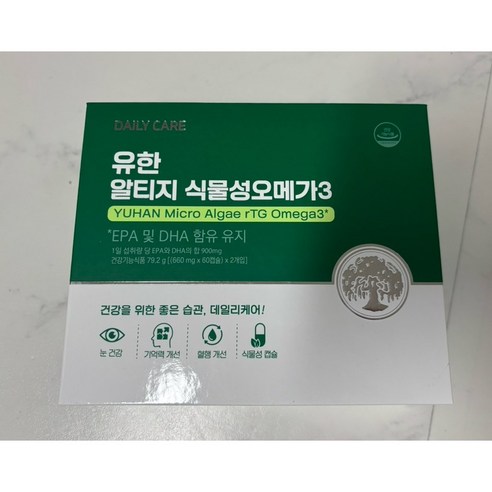 DAILY CARE
유한
알티지 식물성오메가3
YUHAN Micro Algae rTG Omega3*
*EPA 및 DHA 함유 유지
1일 섭취량 당 EPA와 DHA의 합 900mg
건강기능식품 79.2 g [(660 mg x 60캡슐) x 2개입]
건강을 위한 좋은 습관, 데일리케어!
눈 건강
기억력 개선
혈행 개선
식물성 캡슐